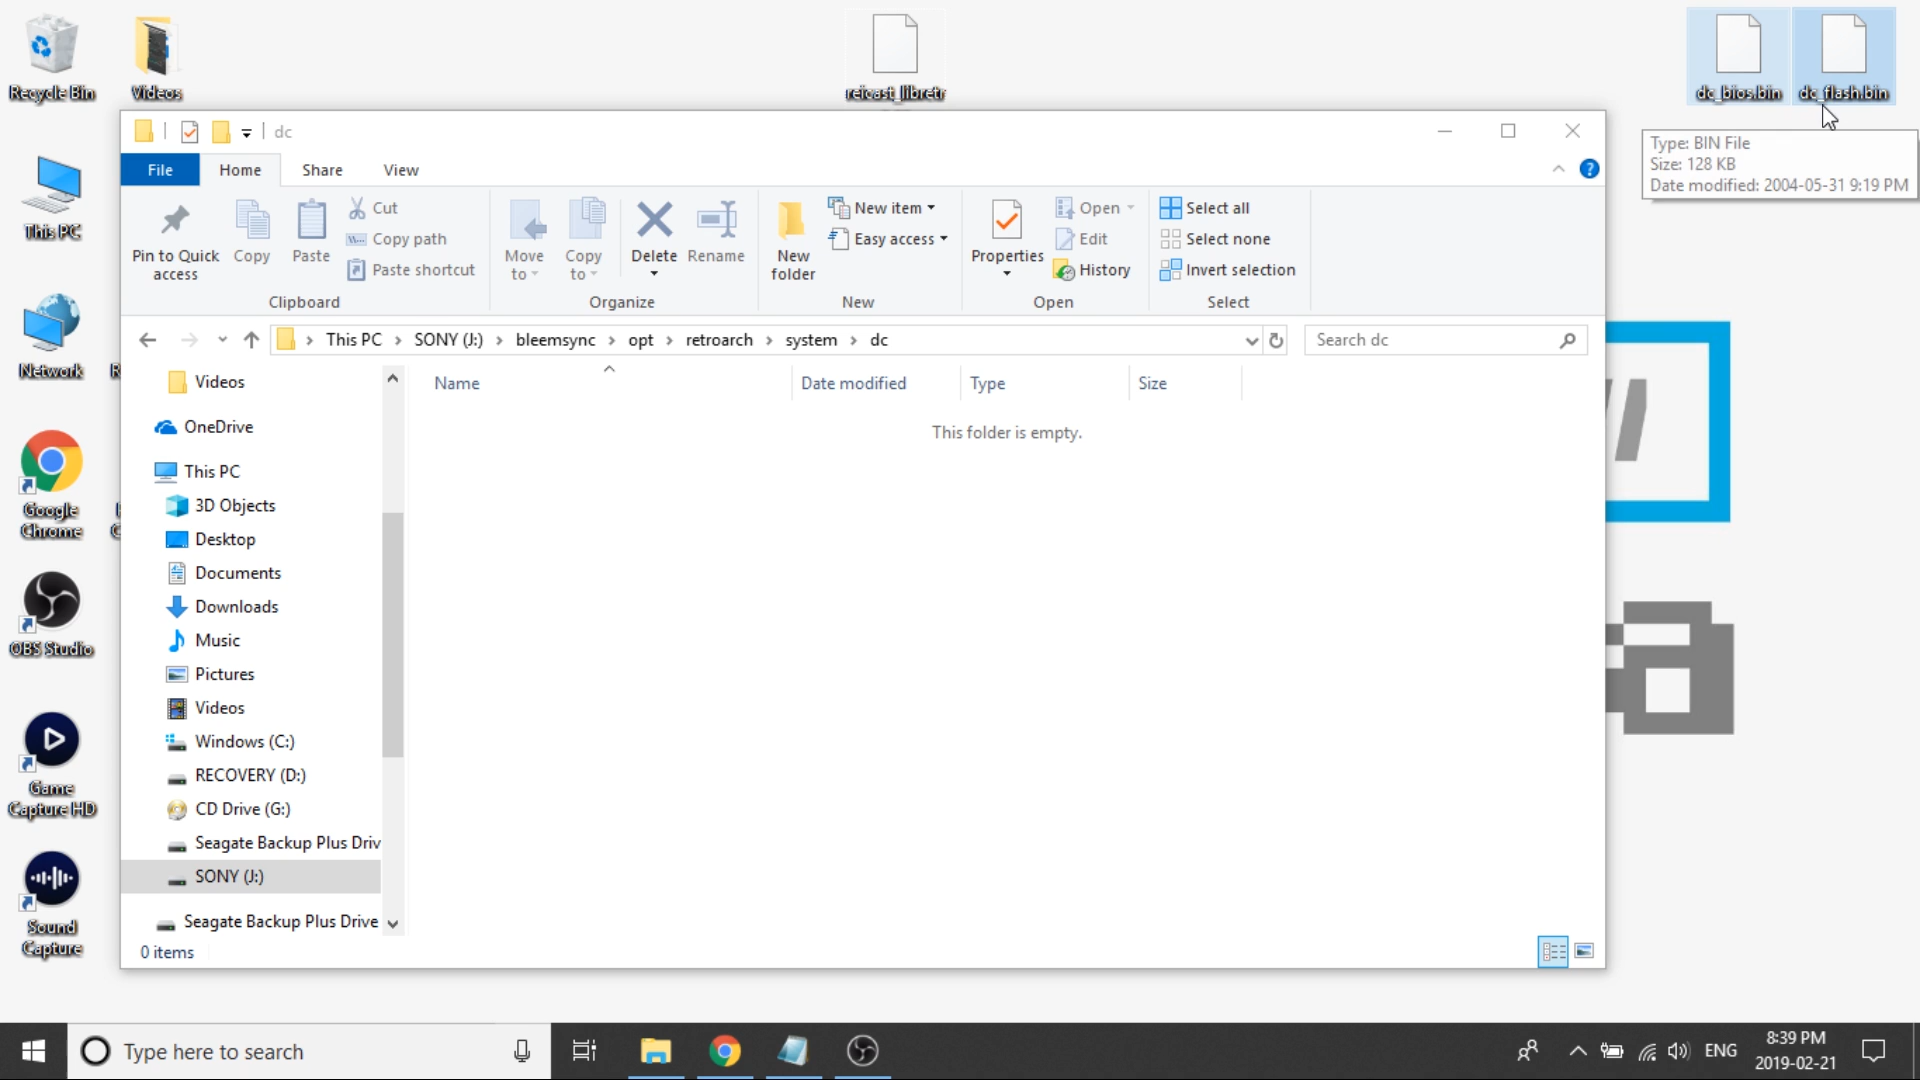 Recycle Bin
Videos
reicast_libretr
dc_bios.bin
dc_flash.bin
Type: BIN File
Size: 128 KB
Date modified: 2004-05-31 9:19 PM
This PC
Network
Google
Chrome
OBS Studio
Game
Capture HD
Sound
Capture
R
C
dc
File
Home
Share
View
Pin to Quick
access
Copy
Paste
Cut
Copy path
Paste shortcut
Clipboard
Move
to
Copy
to
Delete
Rename
Organize
New
folder
New item
Easy access
New
Properties
Open
Edit
History
Open
Select all
Select none
Invert selection
Select
This PC > SONY (J:) > bleemsync > opt > retroarch > system > dc
Search dc
Name
Date modified
Type
Size
This folder is empty.
Videos
OneDrive
This PC
3D Objects
Desktop
Documents
Downloads
Music
Pictures
Videos
Windows (C:)
RECOVERY (D:)
CD Drive (G:)
Seagate Backup Plus Driv
SONY (J:)
Seagate Backup Plus Drive
0 items
//
a
Type here to search
ENG
8:39 PM
2019-02-21